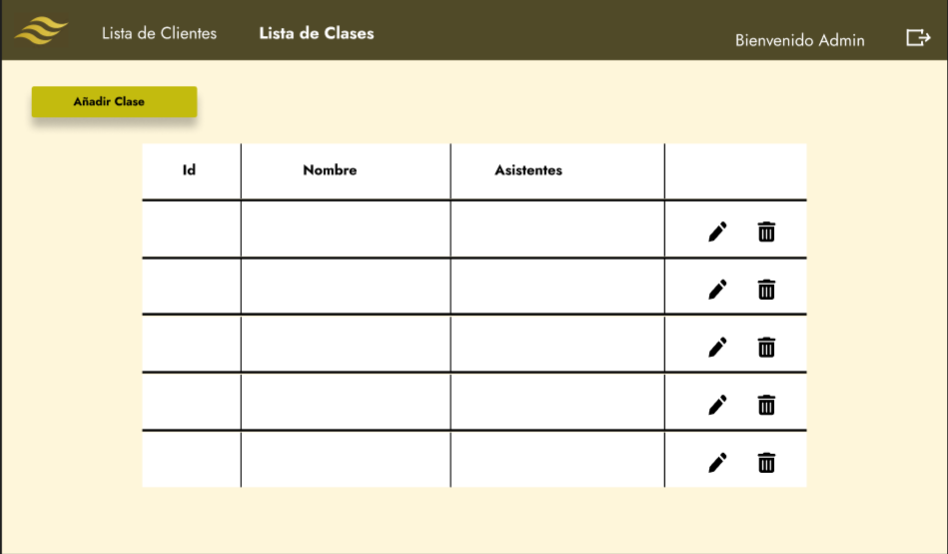 Lista de Clientes
Lista de Clases
Bienvenido Admin
Añadir Clase
Id
Nombre
Asistentes